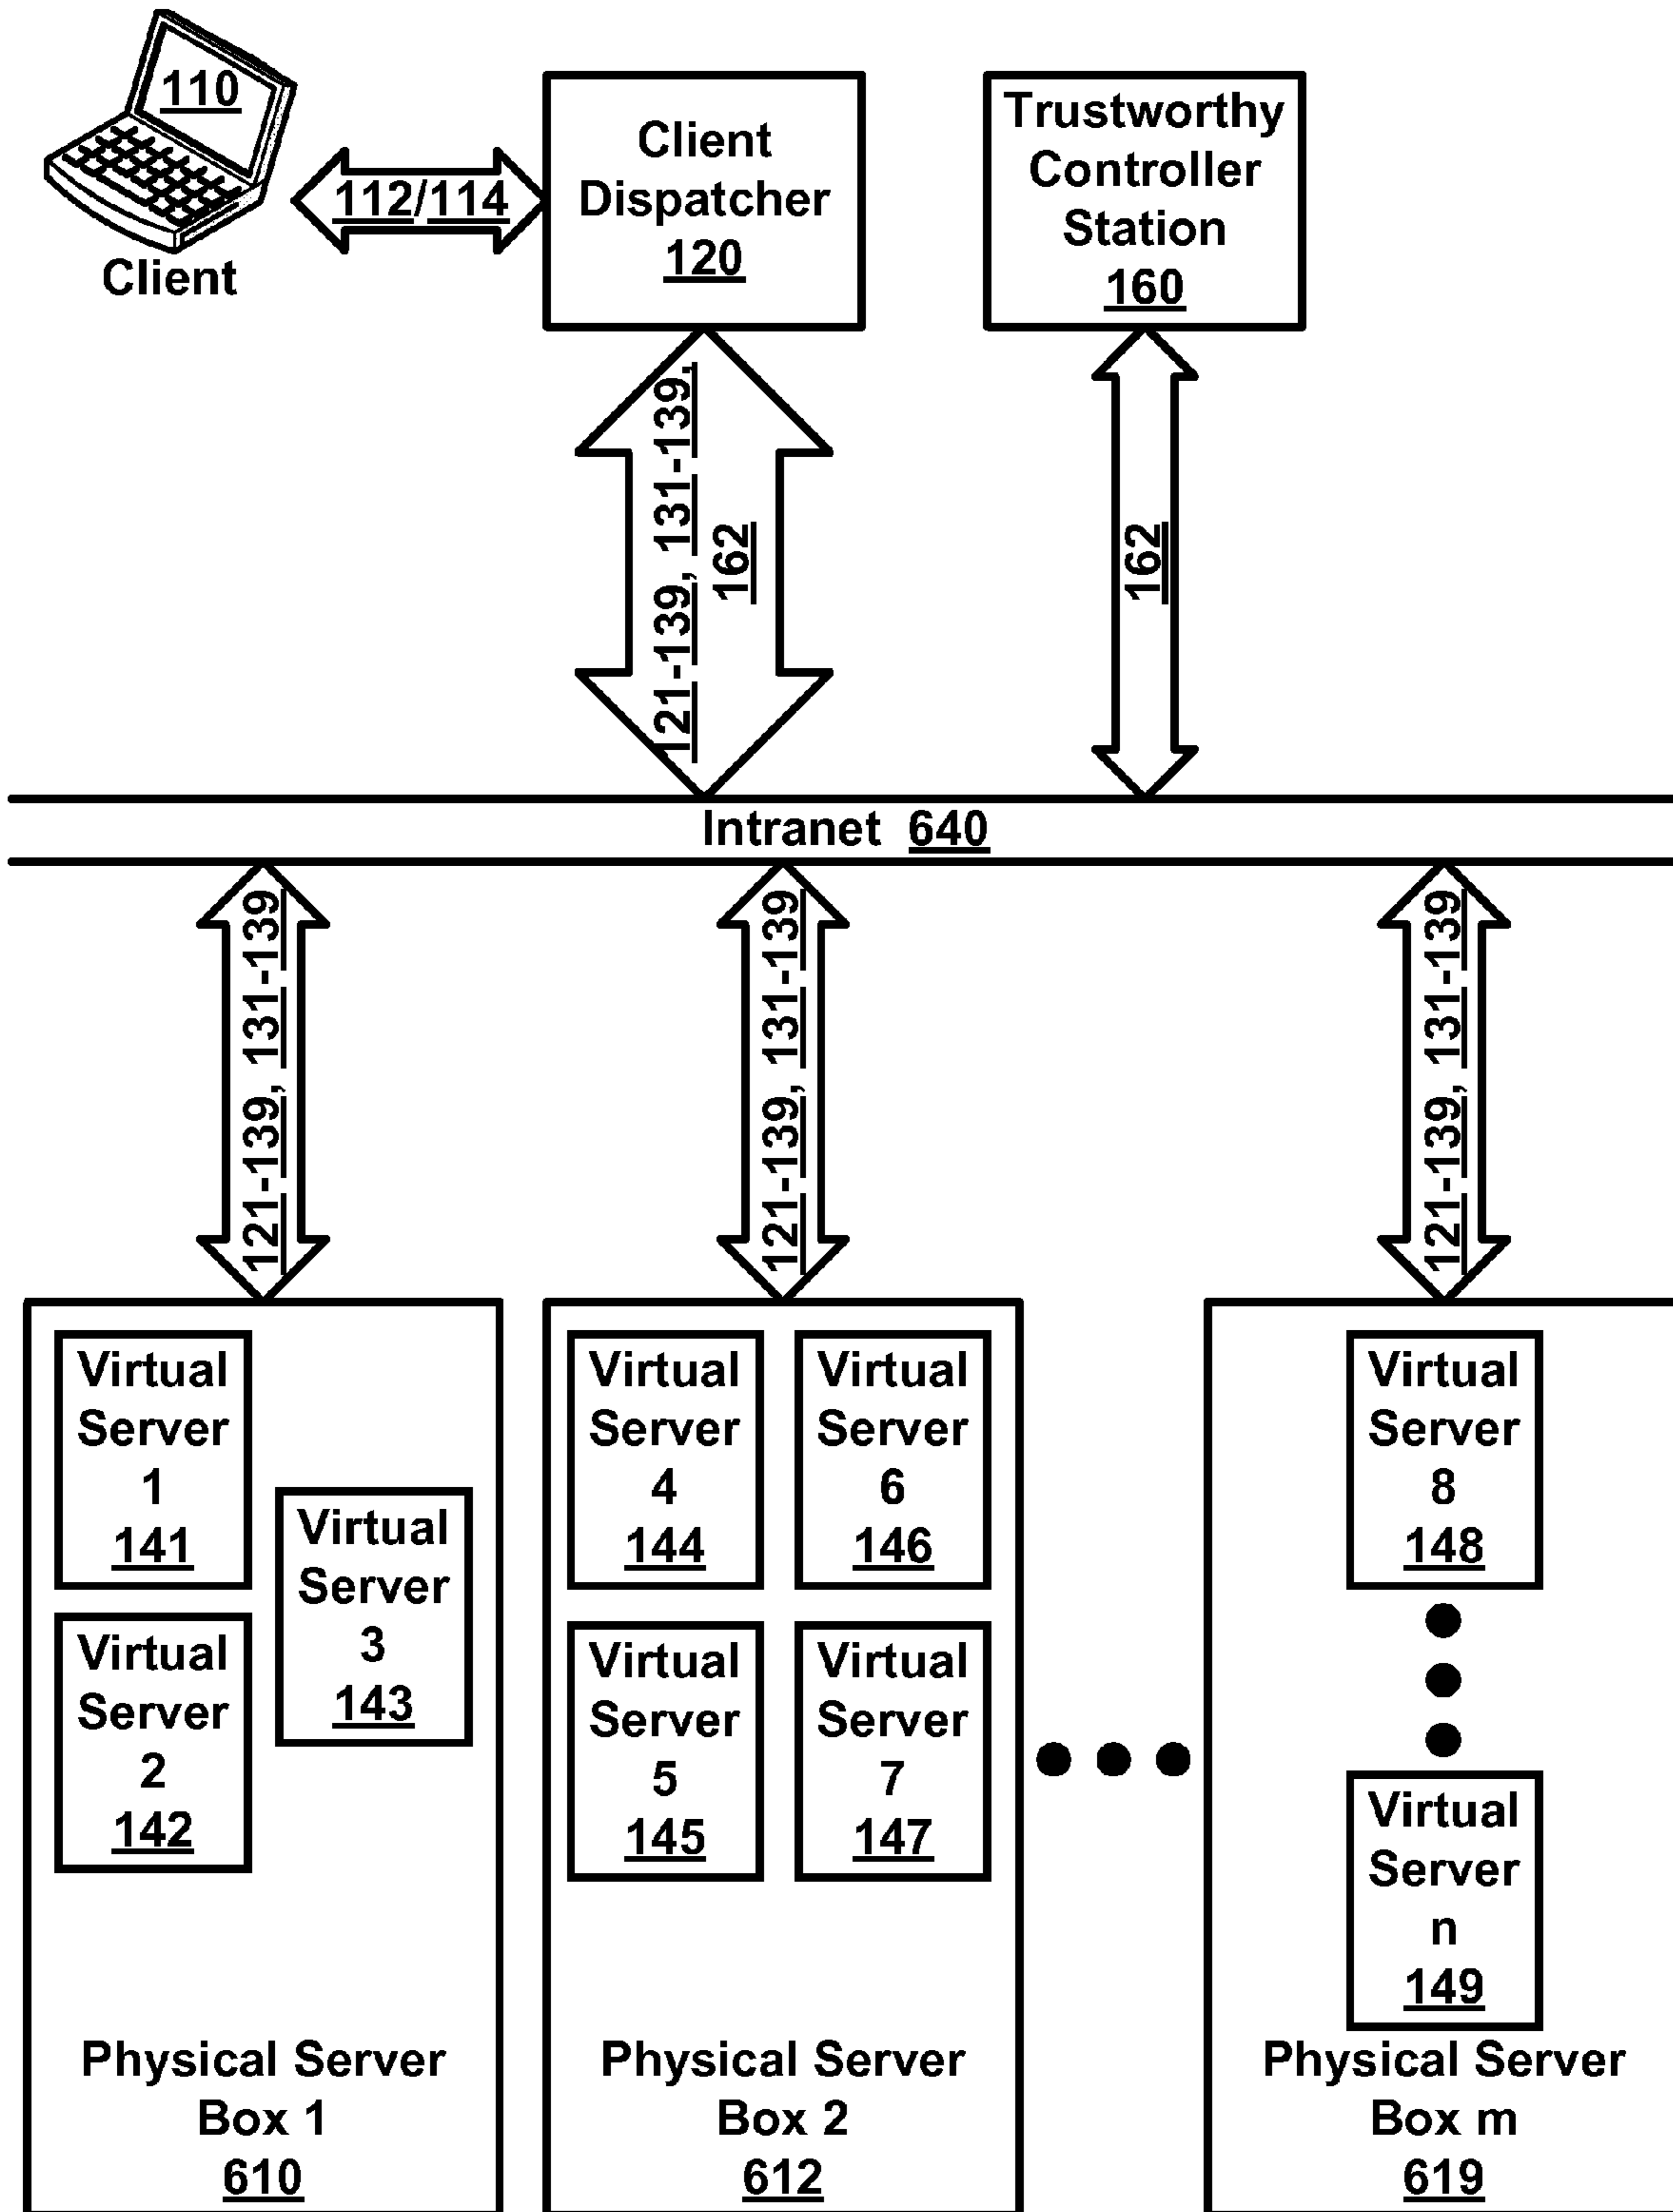 110
Client
112/114
Client
Dispatcher
120
Trustworthy
Controller
Station
160
121-139, 131-139,
162
162
Intranet 640
121-139, 131-139
121-139, 131-139
121-139, 131-139
Virtual
Server
1
141
Virtual
Server
2
142
Virtual
Server
3
143
Physical Server
Box 1
610
Virtual
Server
4
144
Virtual
Server
6
146
Virtual
Server
5
145
Virtual
Server
7
147
Physical Server
Box 2
612
Virtual
Server
8
148
Virtual
Server
n
149
Physical Server
Box m
619